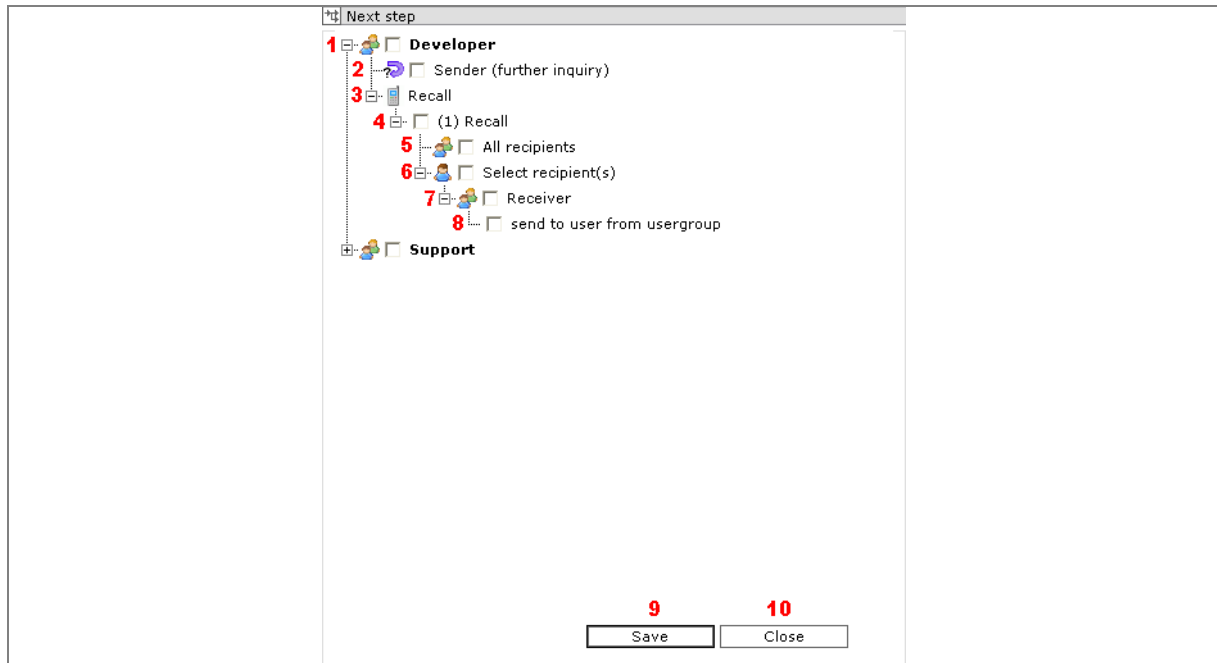 Next step
1 Developer
2 Sender (further inquiry)
3 Recall
4 (1) Recall
5 All recipients
6 Select recipient(s)
7 Receiver
8 send to user from usergroup
Support
9 10
Save Close